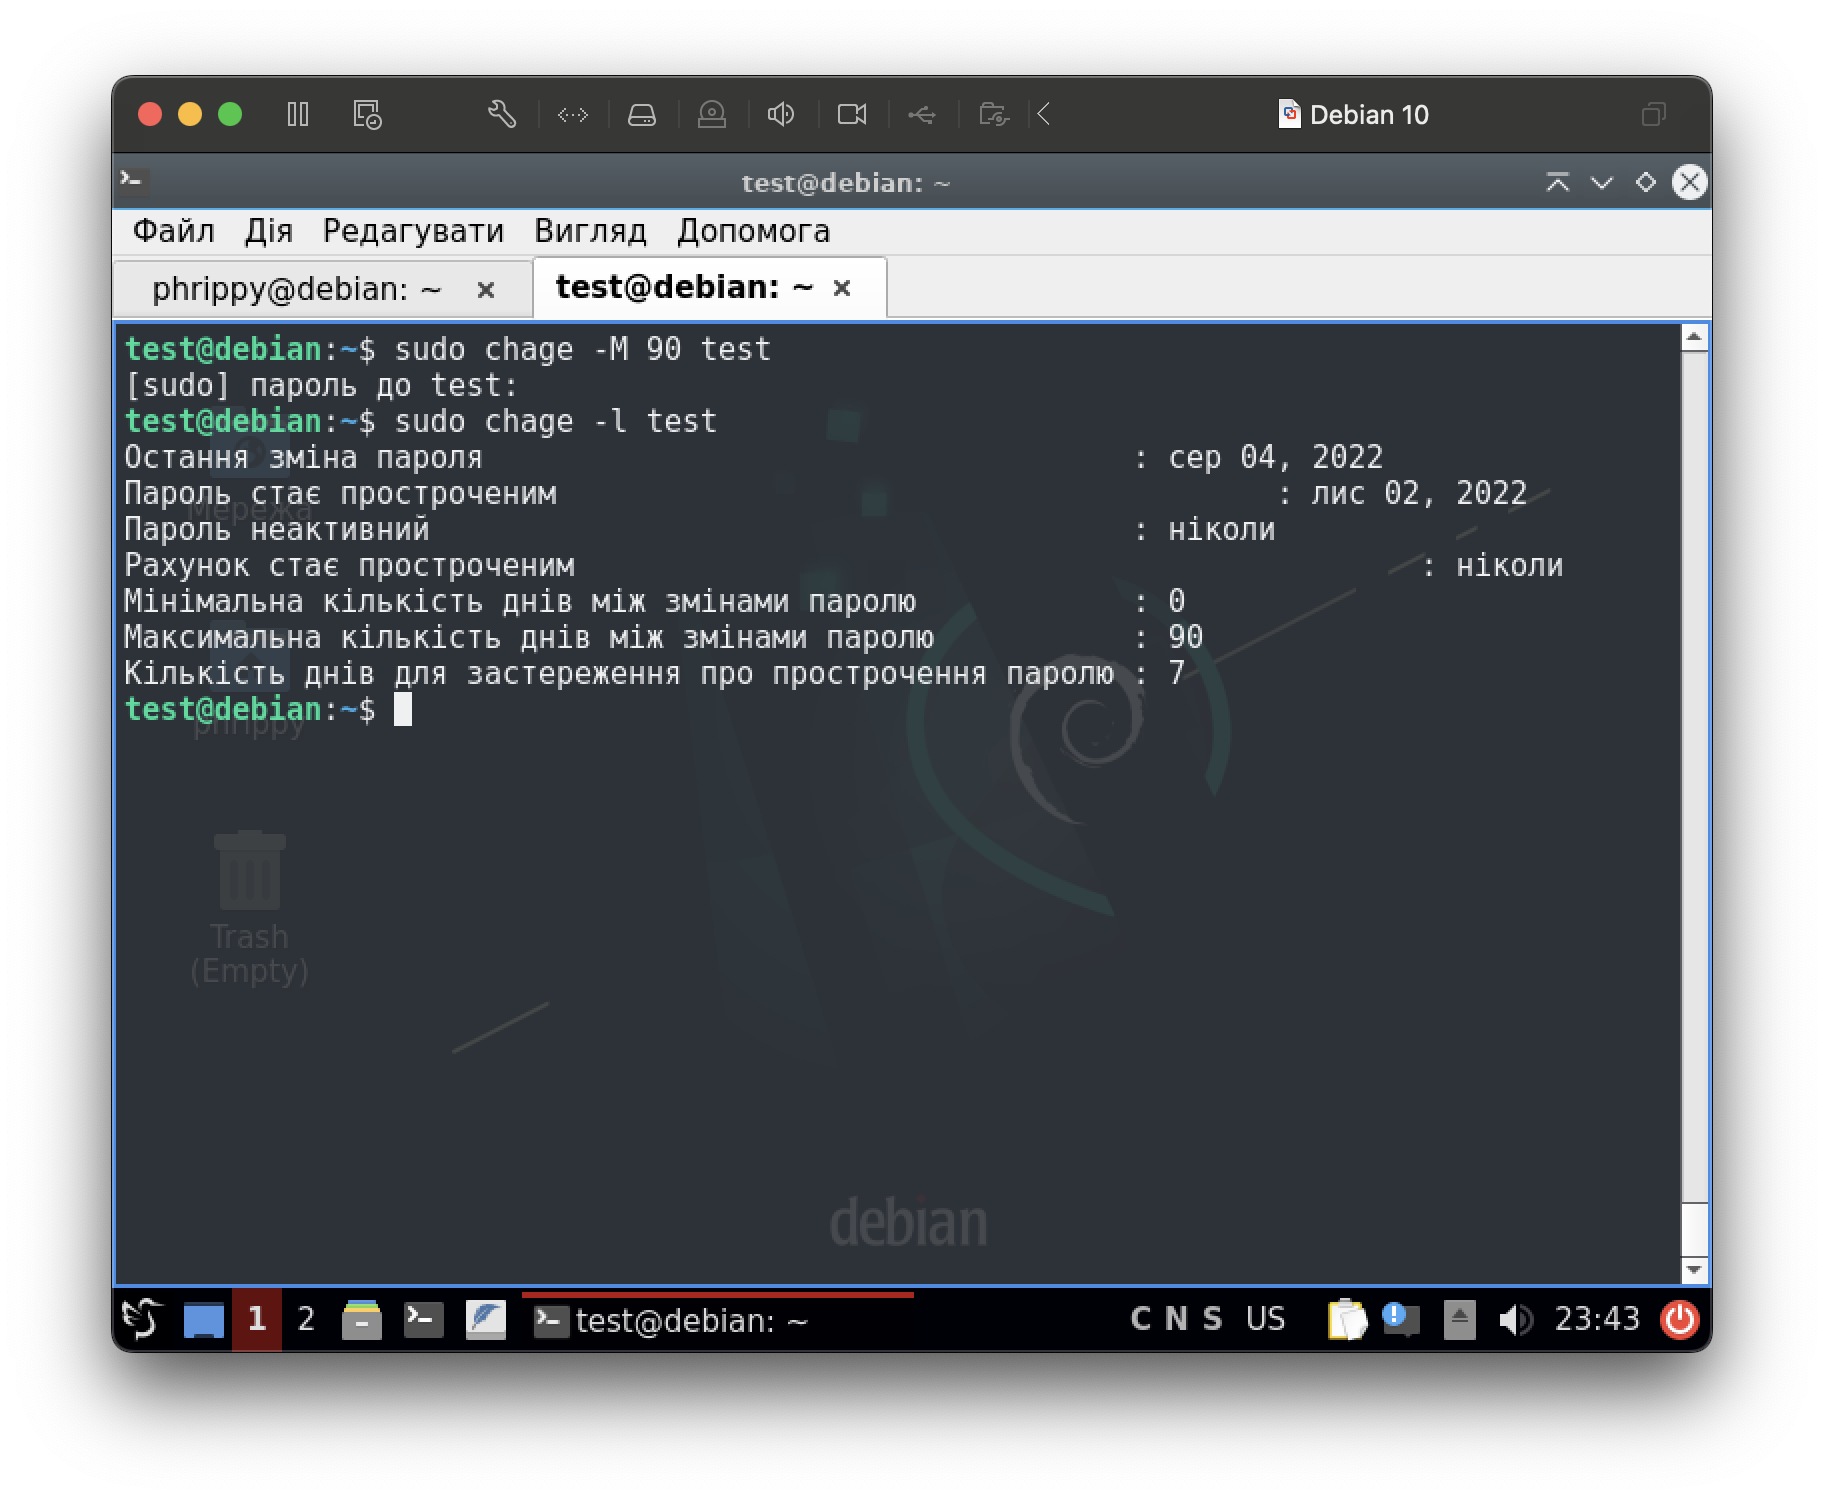 Debian 10
test@debian: ~
Файл Дія Редагувати Вигляд Допомога
phrippy@debian: ~ × test@debian: ~ ×
test@debian:~$ sudo chage -M 90 test
[sudo] пароль до test:
test@debian:~$ sudo chage -l test
Остання зміна пароля : сер 04, 2022
Пароль стає простроченим : лис 02, 2022
Мережа
Пароль неактивний : ніколи
Рахунок стає простроченим : ніколи
Мінімальна кількість днів між змінами паролю : 0
Максимальна кількість днів між змінами паролю : 90
Кількість днів для застереження про прострочення паролю : 7
test@debian:~$
phrippy
Trash
(Empty)
debian
1 2 test@debian: ~ C N S US 23:43